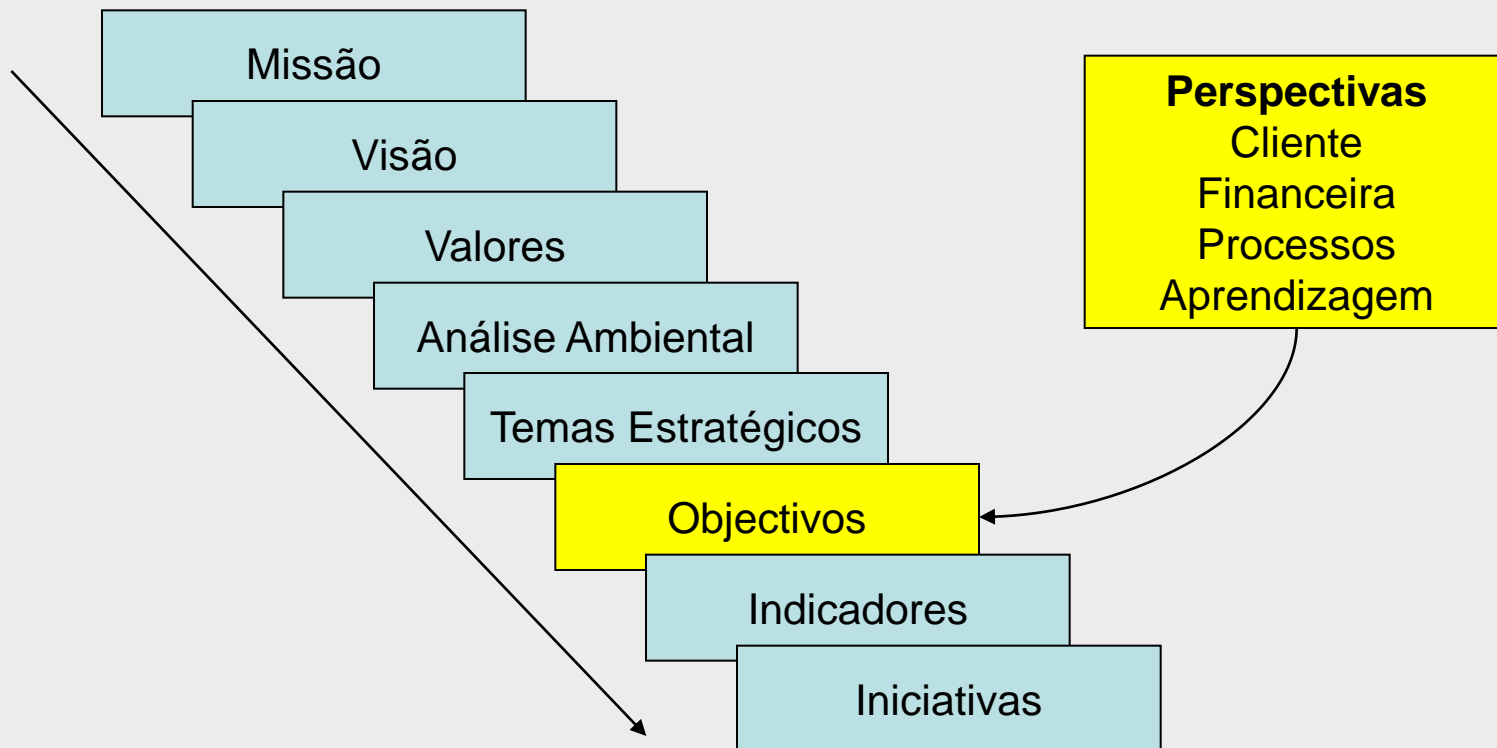 Missão
Visão
Valores
Análise Ambiental
Temas Estratégicos
Objectivos
Indicadores
Iniciativas
Perspectivas
Cliente
Financeira
Processos
Aprendizagem